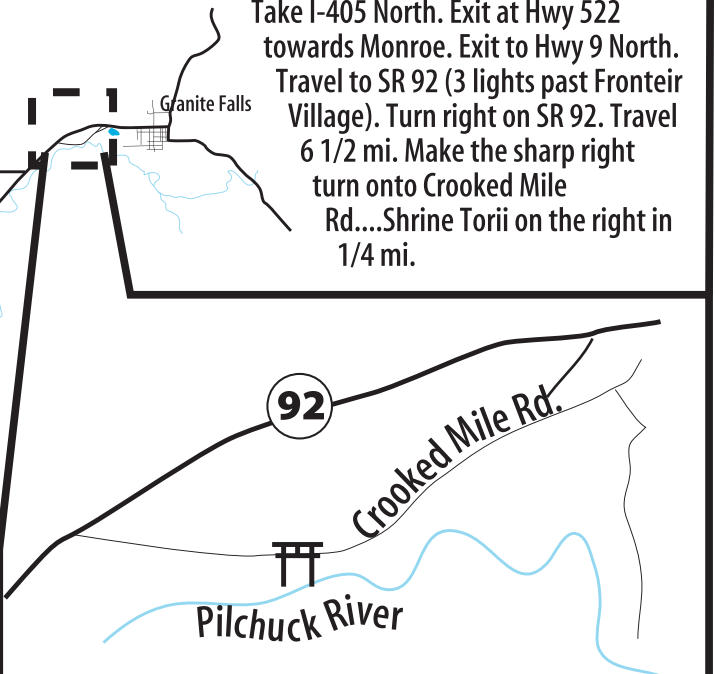 Take I-405 North. Exit at Hwy 522
towards Monroe. Exit to Hwy 9 North.
Travel to SR 92 (3 lights past Fronteir
Village). Turn right on SR 92. Travel
6 1/2 mi. Make the sharp right
turn onto Crooked Mile
Rd....Shrine Torii on the right in
1/4 mi.
Granite Falls
92
Crooked Mile Rd.
Pilchuck River